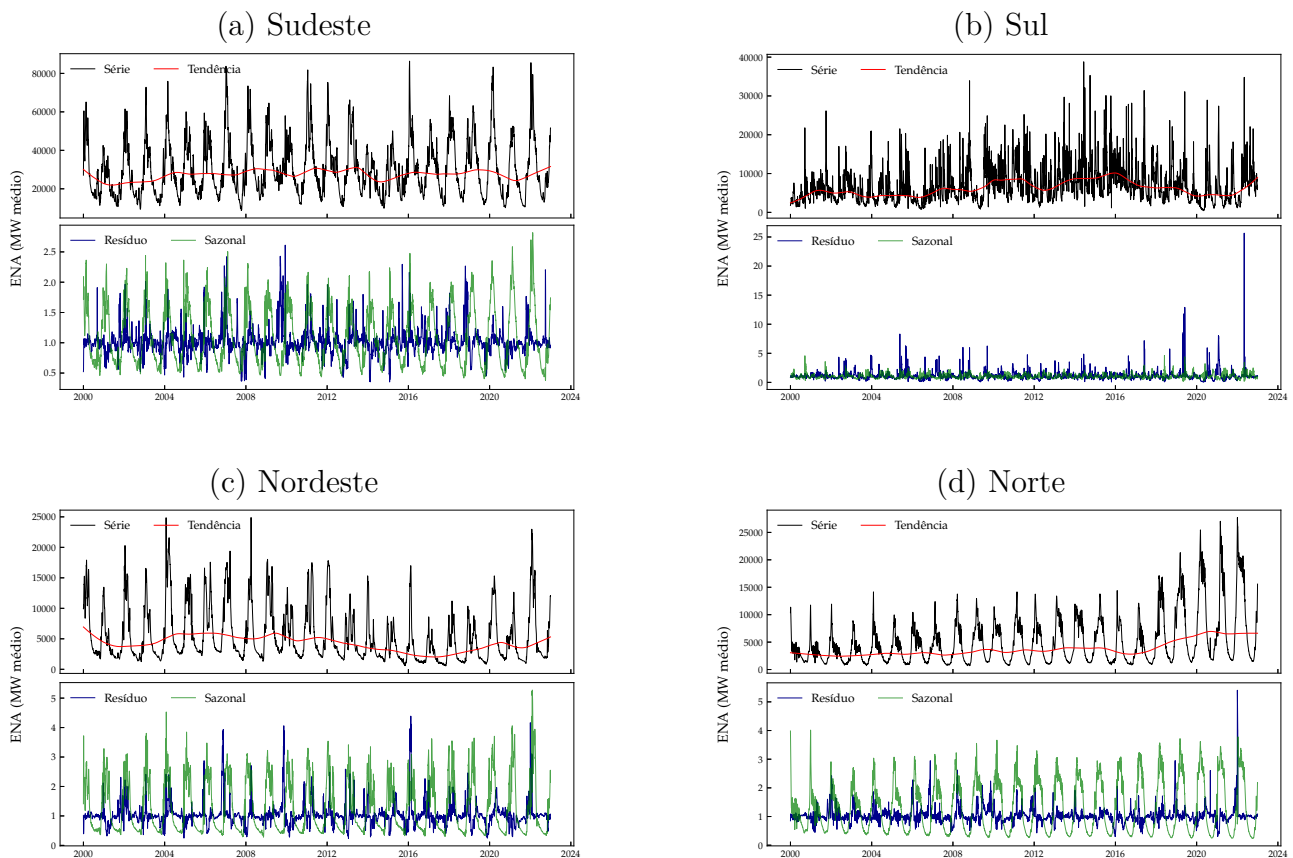 (a) Sudeste
Série Tendência
80000
60000
40000
20000
ENA (MW médio)
Resíduo Sazonal
2.5
2.0
1.5
1.0
0.5
2000 2004 2008 2012 2016 2020 2024
(b) Sul
40000
Série Tendência
30000
20000
10000
0
ENA (MW médio)
25
Resíduo Sazonal
20
15
10
5
0
2000 2004 2008 2012 2016 2020 2024
(c) Nordeste
25000
Série Tendência
20000
15000
10000
5000
0
ENA (MW médio)
Resíduo Sazonal
5
4
3
2
1
0
2000 2004 2008 2012 2016 2020 2024
(d) Norte
Série Tendência
25000
20000
15000
10000
5000
0
ENA (MW médio)
Resíduo Sazonal
5
4
3
2
1
0
2000 2004 2008 2012 2016 2020 2024